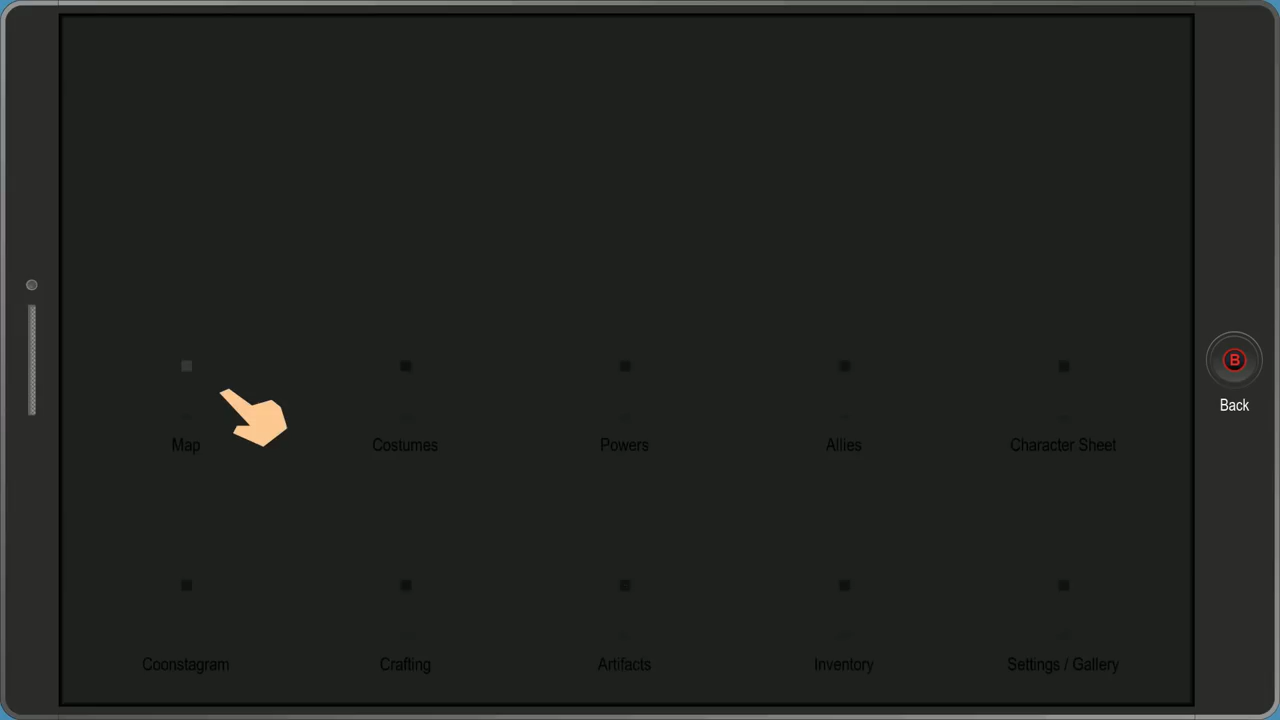 B
Back
Map
Costumes
Powers
Allies
Character Sheet
Coonstagram
Crafting
Artifacts
Inventory
Settings / Gallery